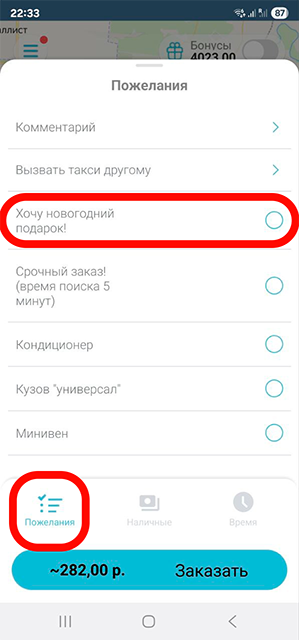 22:33
87
ллист
Бонусы
4023,00
Пожелания
Комментарий
Вызвать такси другому
Хочу новогодний
подарок!
Срочный заказ!
(время поиска 5
минут)
Кондиционер
Кузов "универсал"
Минивен
Пожелания
Наличные
Время
~282,00 р.
Заказать